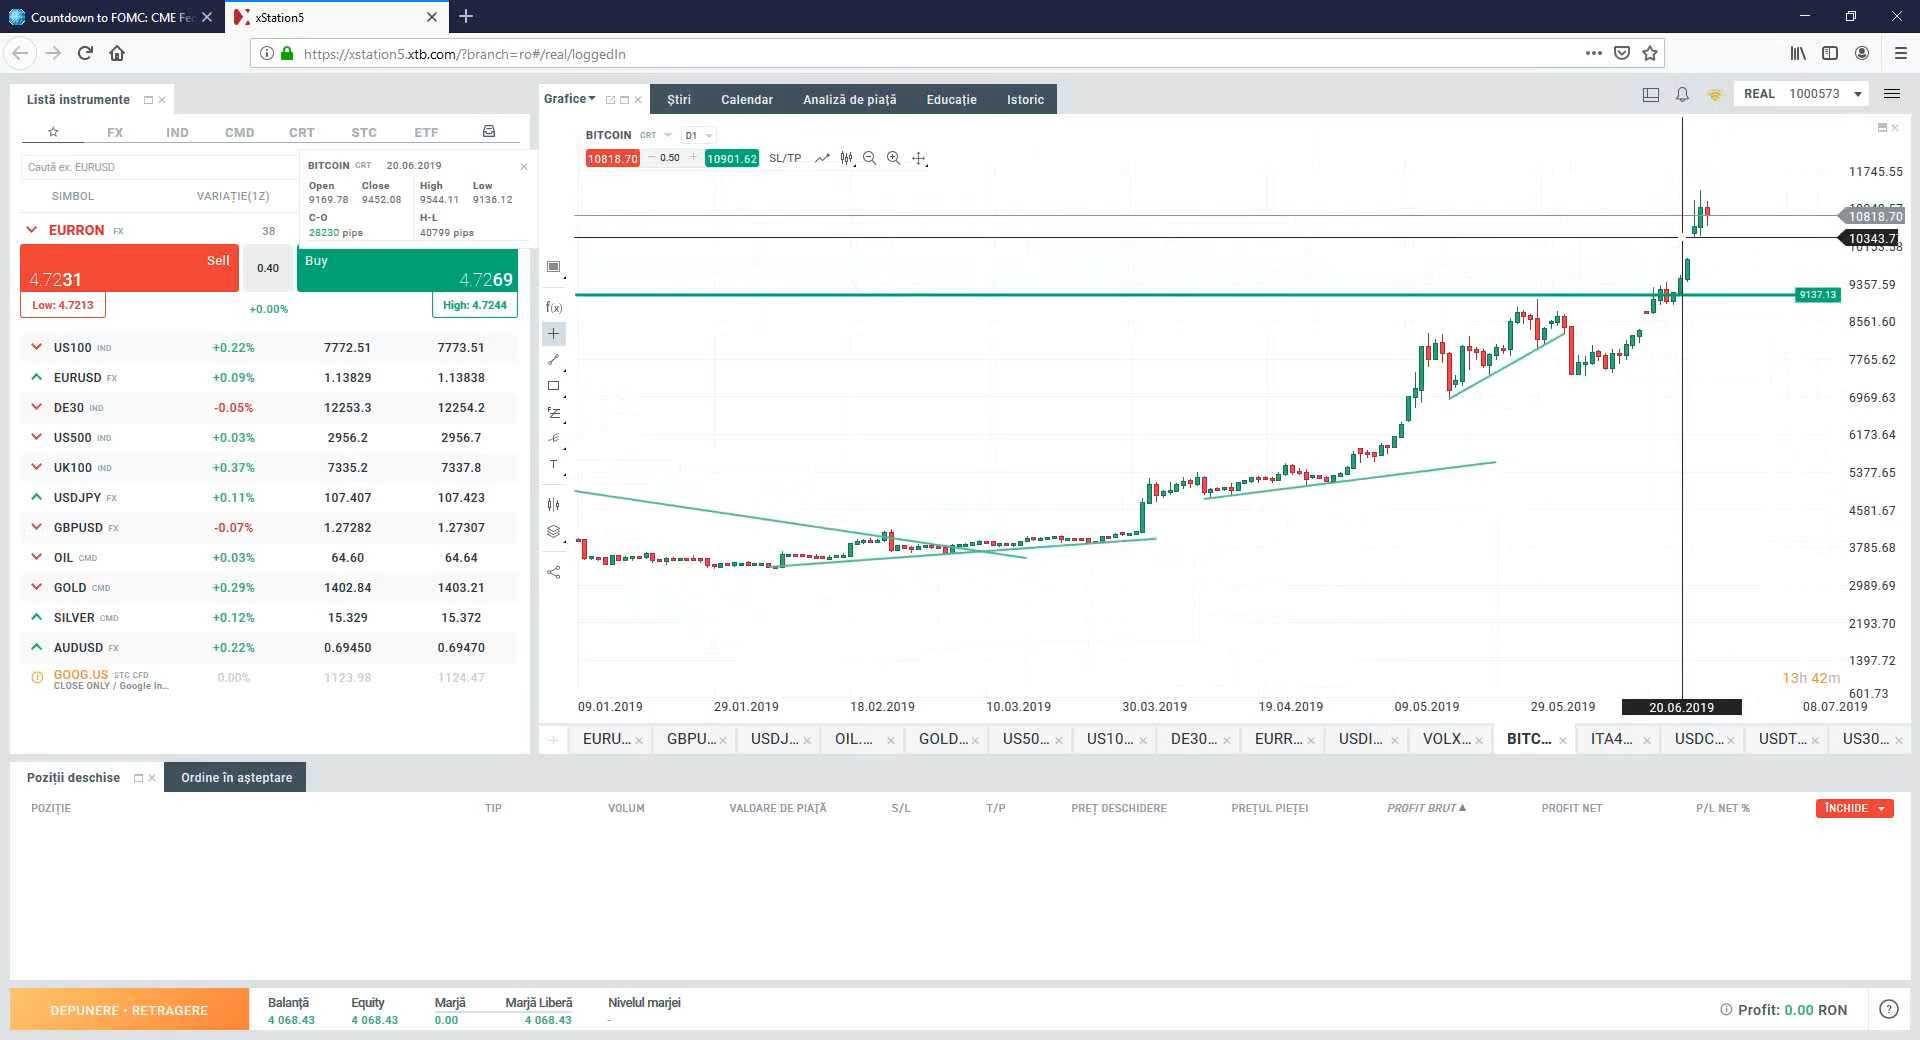 Countdown to FOMC: CME Fe
xStation5
https://xstation5.xtb.com/?branch=ro#/real/loggedIn
Listă instrumente
FX IND CMD CRT STC ETF
Caută ex. EURUSD
SIMBOL VARIAȚIE(1Z)
BITCOIN CRT 20.06.2019
Open Close High Low
9169.78 9452.08 9544.11 9136.12
C-O H-L
28230 pips 40799 pips
EURRON FX 38
Sell 4.7231
0.40
Buy 4.7269
Low: 4.7213 +0.00% High: 4.7244
US100 IND +0.22% 7772.51 7773.51
EURUSD FX +0.09% 1.13829 1.13838
DE30 IND -0.05% 12253.3 12254.2
US500 IND +0.03% 2956.2 2956.7
UK100 IND +0.37% 7335.2 7337.8
USDJPY FX +0.11% 107.407 107.423
GBPUSD FX -0.07% 1.27282 1.27307
OIL CMD +0.03% 64.60 64.64
GOLD CMD +0.29% 1402.84 1403.21
SILVER CMD +0.12% 15.329 15.372
AUDUSD FX +0.22% 0.69450 0.69470
GOOG.US STC CFD 0.00% 1123.98 1124.47
CLOSE ONLY / Google In...
Grafice Știri Calendar Analiză de piață Educație Istoric
REAL 1000573
BITCOIN CRT D1
10818.70 0.50 10901.62 SL/TP
f(x)
T
11745.55
10818.70
10343.7
10153.58
9357.59
9137.13
8561.60
7765.62
6969.63
6173.64
5377.65
4581.67
3785.68
2989.69
2193.70
1397.72
13h 42m
601.73
09.01.2019 29.01.2019 18.02.2019 10.03.2019 30.03.2019 19.04.2019 09.05.2019 29.05.2019 20.06.2019 08.07.2019
EURU... GBPU... USDJ... OIL.... GOLD... US50... US10... DE30... EURR... USDI... VOLX... BITC... ITA4... USDC... USDT... US30...
Poziții deschise Ordine în așteptare
POZIȚIE TIP VOLUM VALOARE DE PIAȚĂ S/L T/P PREȚ DESCHIDERE PREȚUL PIEȚEI PROFIT BRUT PROFIT NET P/L NET % ÎNCHIDE
DEPUNERE • RETRAGERE
Balanță Equity Marjă Marjă Liberă Nivelul marjei
4 068.43 4 068.43 0.00 4 068.43 -
Profit: 0.00 RON